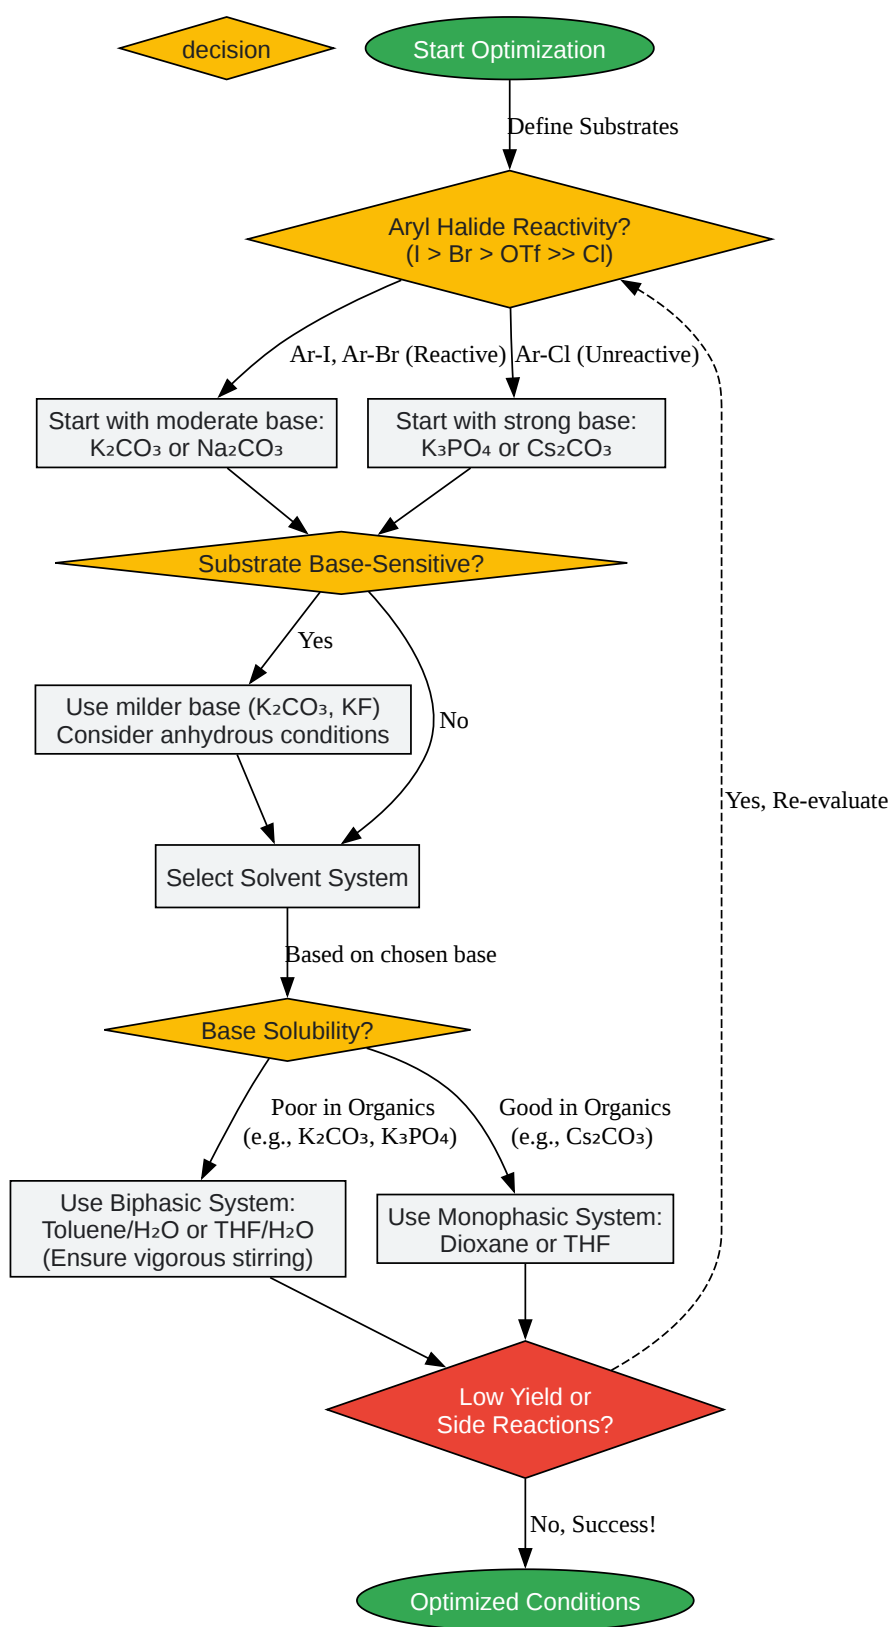 decision
Start Optimization
Define Substrates
Aryl Halide Reactivity?
(I > Br > OTf >> Cl)
Ar-I, Ar-Br (Reactive)
Ar-Cl (Unreactive)
Start with moderate base:
K₂CO₃ or Na₂CO₃
Start with strong base:
K₃PO₄ or Cs₂CO₃
Substrate Base-Sensitive?
Yes
Use milder base (K₂CO₃, KF)
Consider anhydrous conditions
No
Yes, Re-evaluate
Select Solvent System
Based on chosen base
Base Solubility?
Poor in Organics
(e.g., K₂CO₃, K₃PO₄)
Good in Organics
(e.g., Cs₂CO₃)
Use Biphasic System:
Toluene/H₂O or THF/H₂O
(Ensure vigorous stirring)
Use Monophasic System:
Dioxane or THF
Low Yield or
Side Reactions?
No, Success!
Optimized Conditions